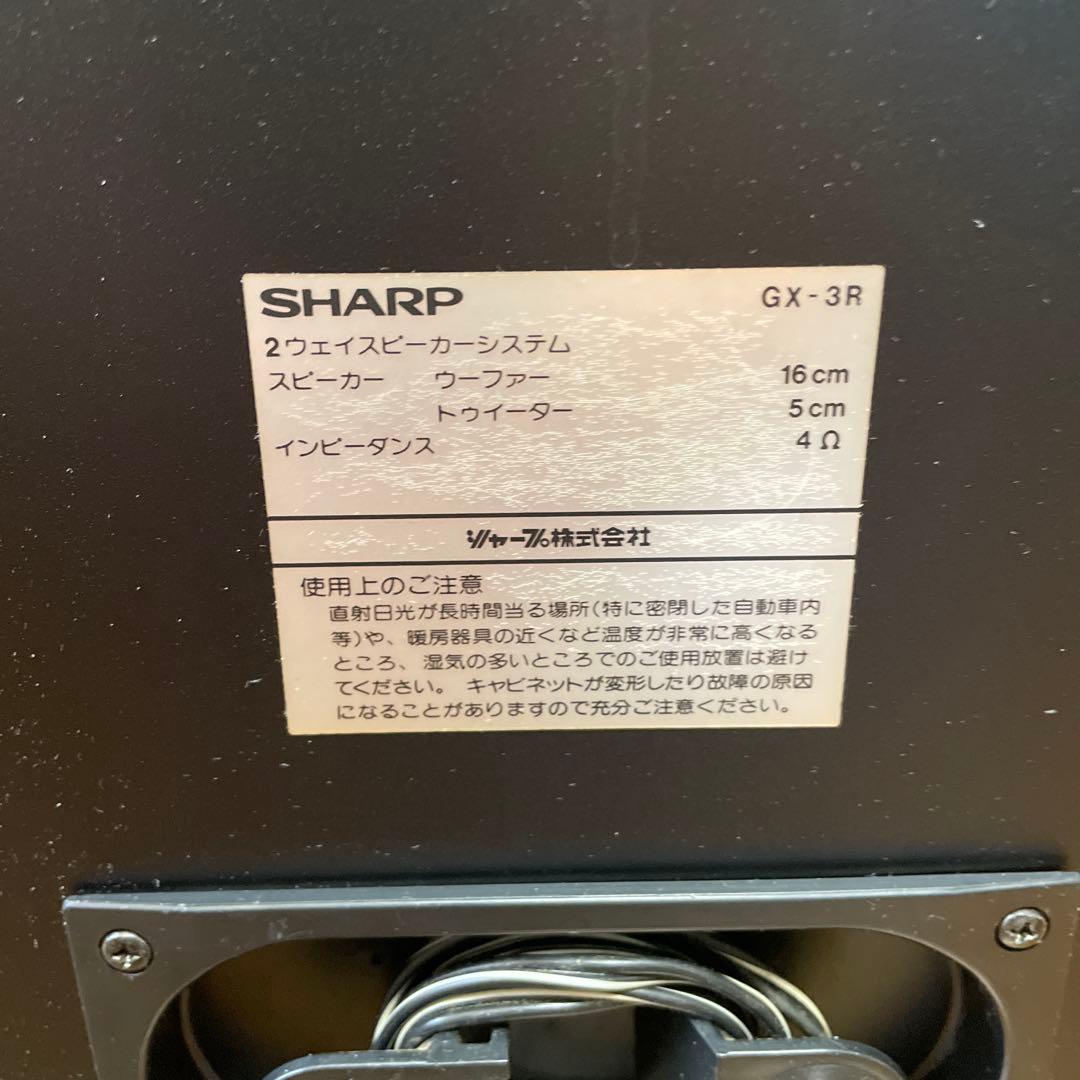 SHARP GX-3R
2ウェイスピーカーシステム
スピーカー ウーファー 16cm
トゥイーター 5cm
インピーダンス 4Ω
シャープ株式会社
使用上のご注意
直射日光が長時間当る場所(特に密閉した自動車内
等)や、暖房器具の近くなど温度が非常に高くなる
ところ、湿気の多いところでのご使用放置は避け
てください。 キャビネットが変形したり故障の原因
になることがありますので充分ご注意ください。